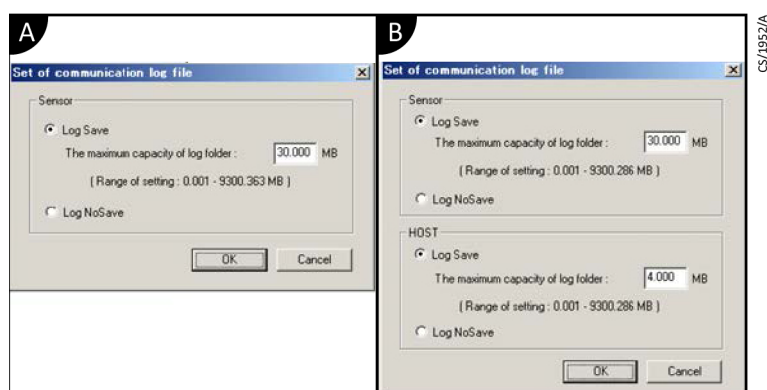 A
Set of communication log file
Sensor
Log Save
The maximum capacity of log folder : 30.000 MB
( Range of setting : 0.001 - 9300.363 MB )
Log NoSave
OK Cancel
B
Set of communication log file
Sensor
Log Save
The maximum capacity of log folder : 30.000 MB
( Range of setting : 0.001 - 9300.286 MB )
Log NoSave
HOST
Log Save
The maximum capacity of log folder : 4.000 MB
( Range of setting : 0.001 - 9300.286 MB )
Log NoSave
OK Cancel
CS/1952/A